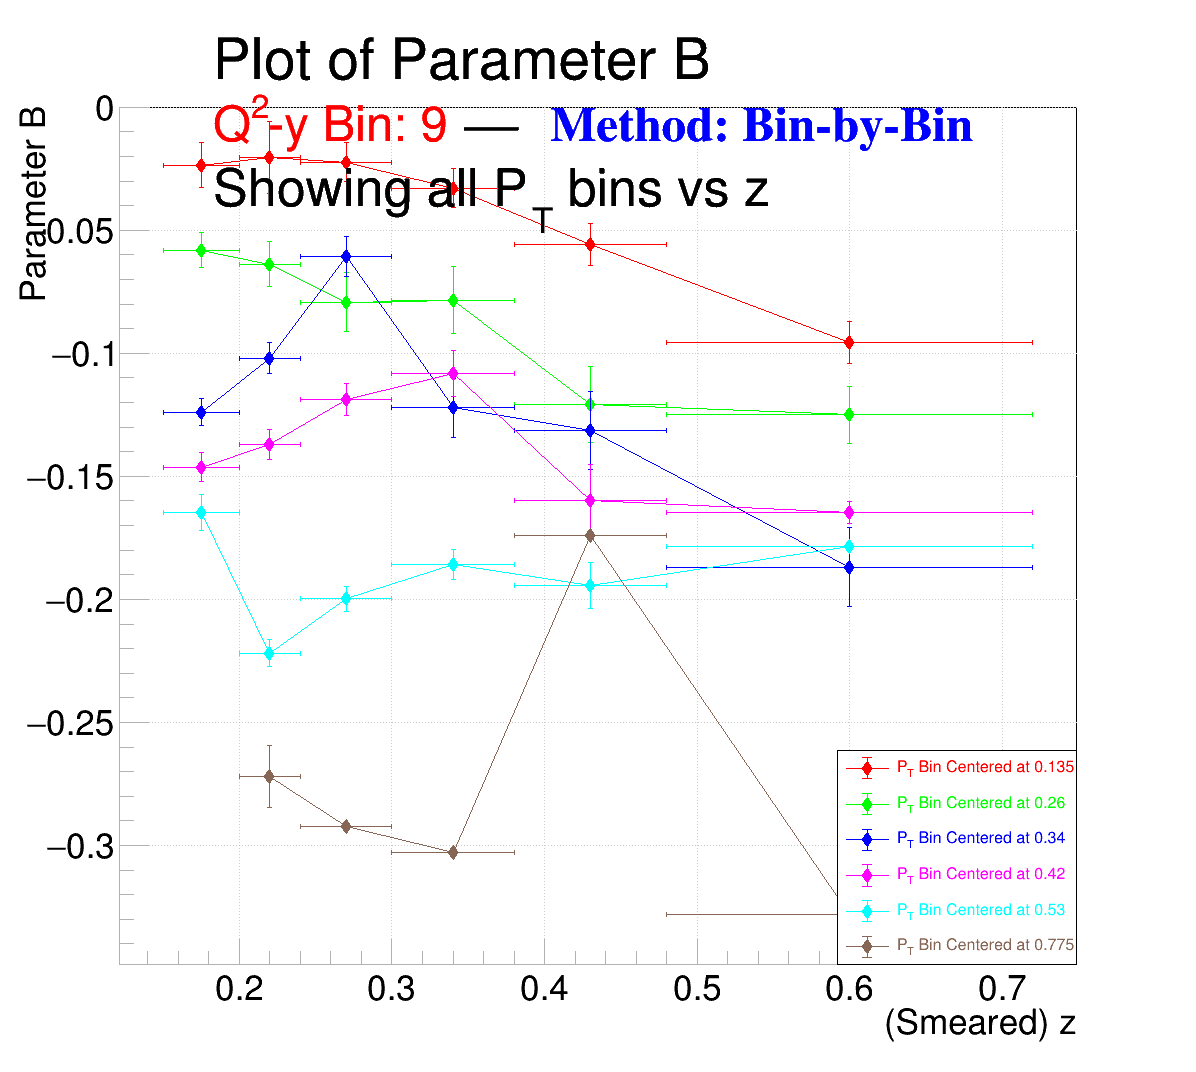 Plot of Parameter B
Q²-y Bin: 9 — Method: Bin-by-Bin
Showing all P_T bins vs z
Parameter B
0
−0.05
−0.1
−0.15
−0.2
−0.25
−0.3
P_T Bin Centered at 0.135
P_T Bin Centered at 0.26
P_T Bin Centered at 0.34
P_T Bin Centered at 0.42
P_T Bin Centered at 0.53
P_T Bin Centered at 0.775
0.2 0.3 0.4 0.5 0.6 0.7
(Smeared) z